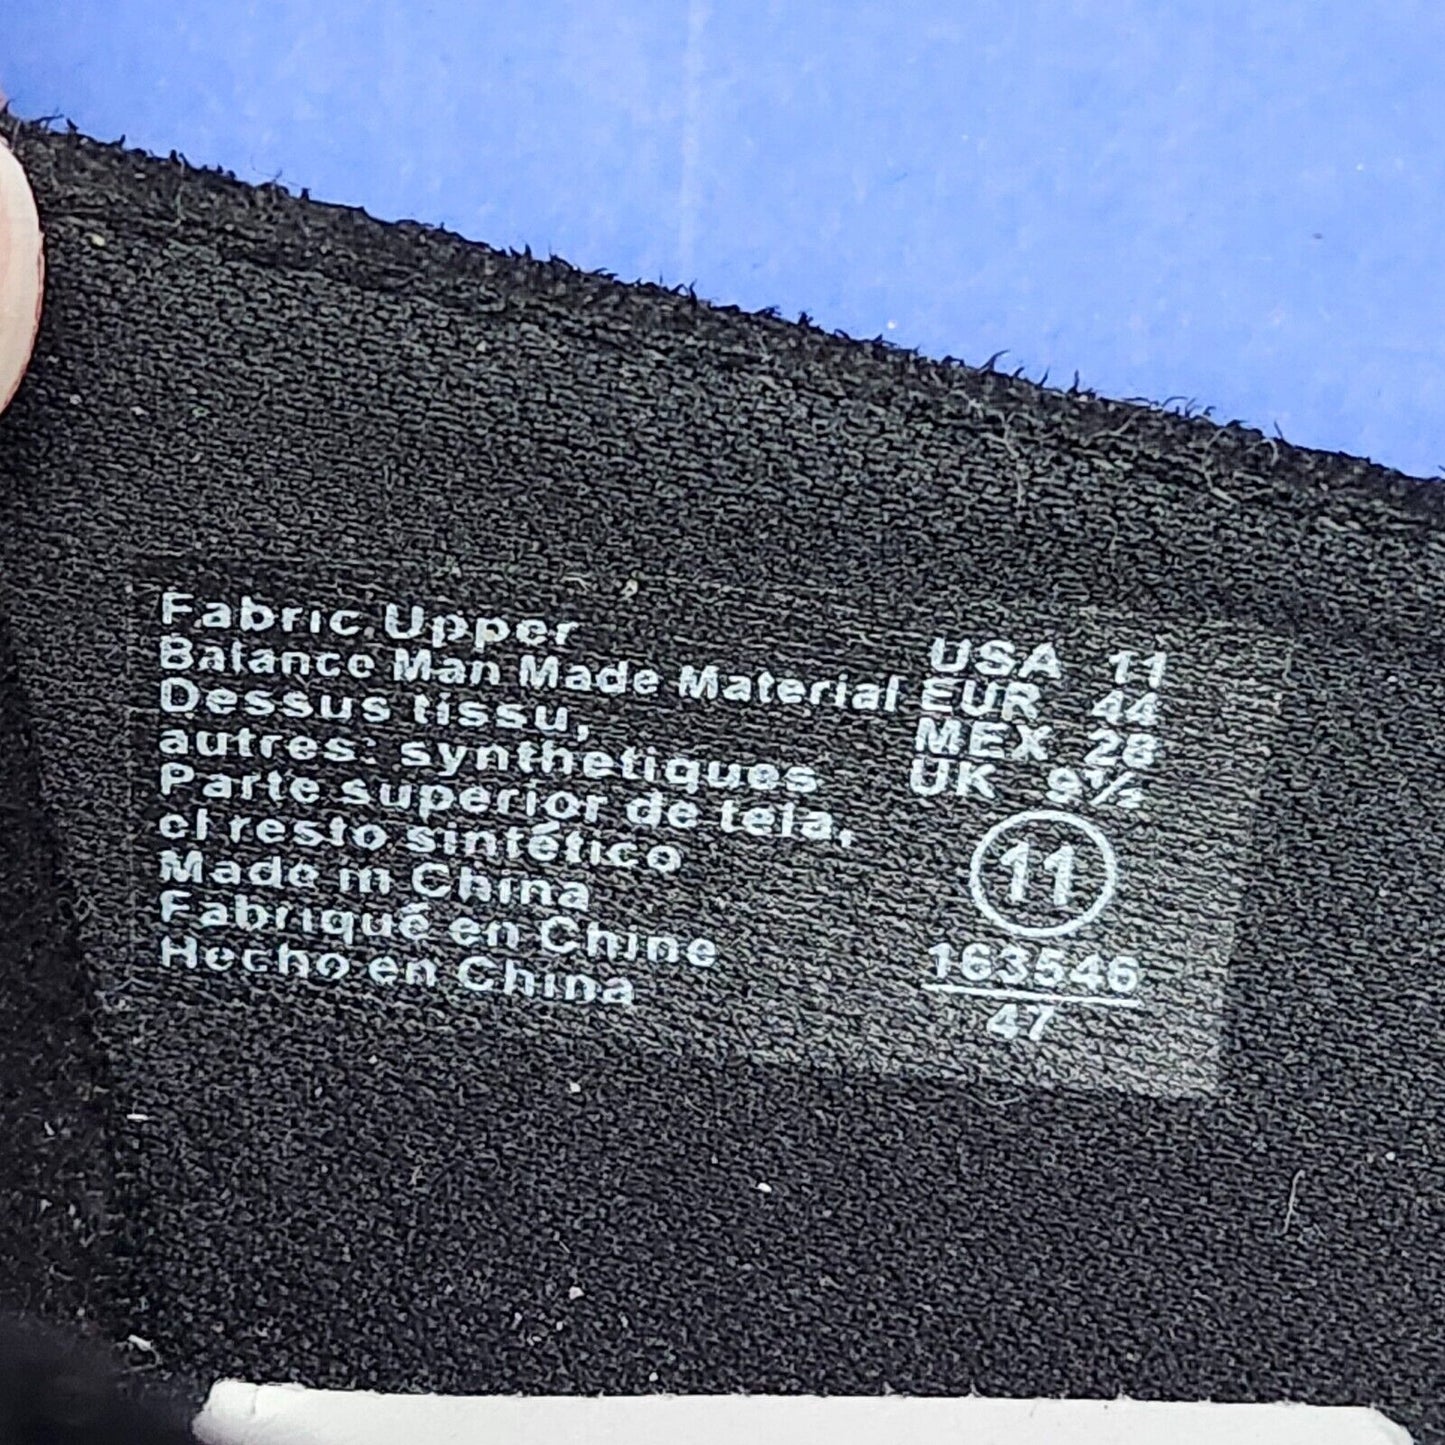 Fabric Upper
Balance Man Made Material
Dessus tissu,
autres: synthetiques
Parte superior de tela,
el resto sintético
Made in China
Fabriqué en Chine
Hecho en China
USA 11
EUR 44
MEX 28
UK 9½
11
163546
47